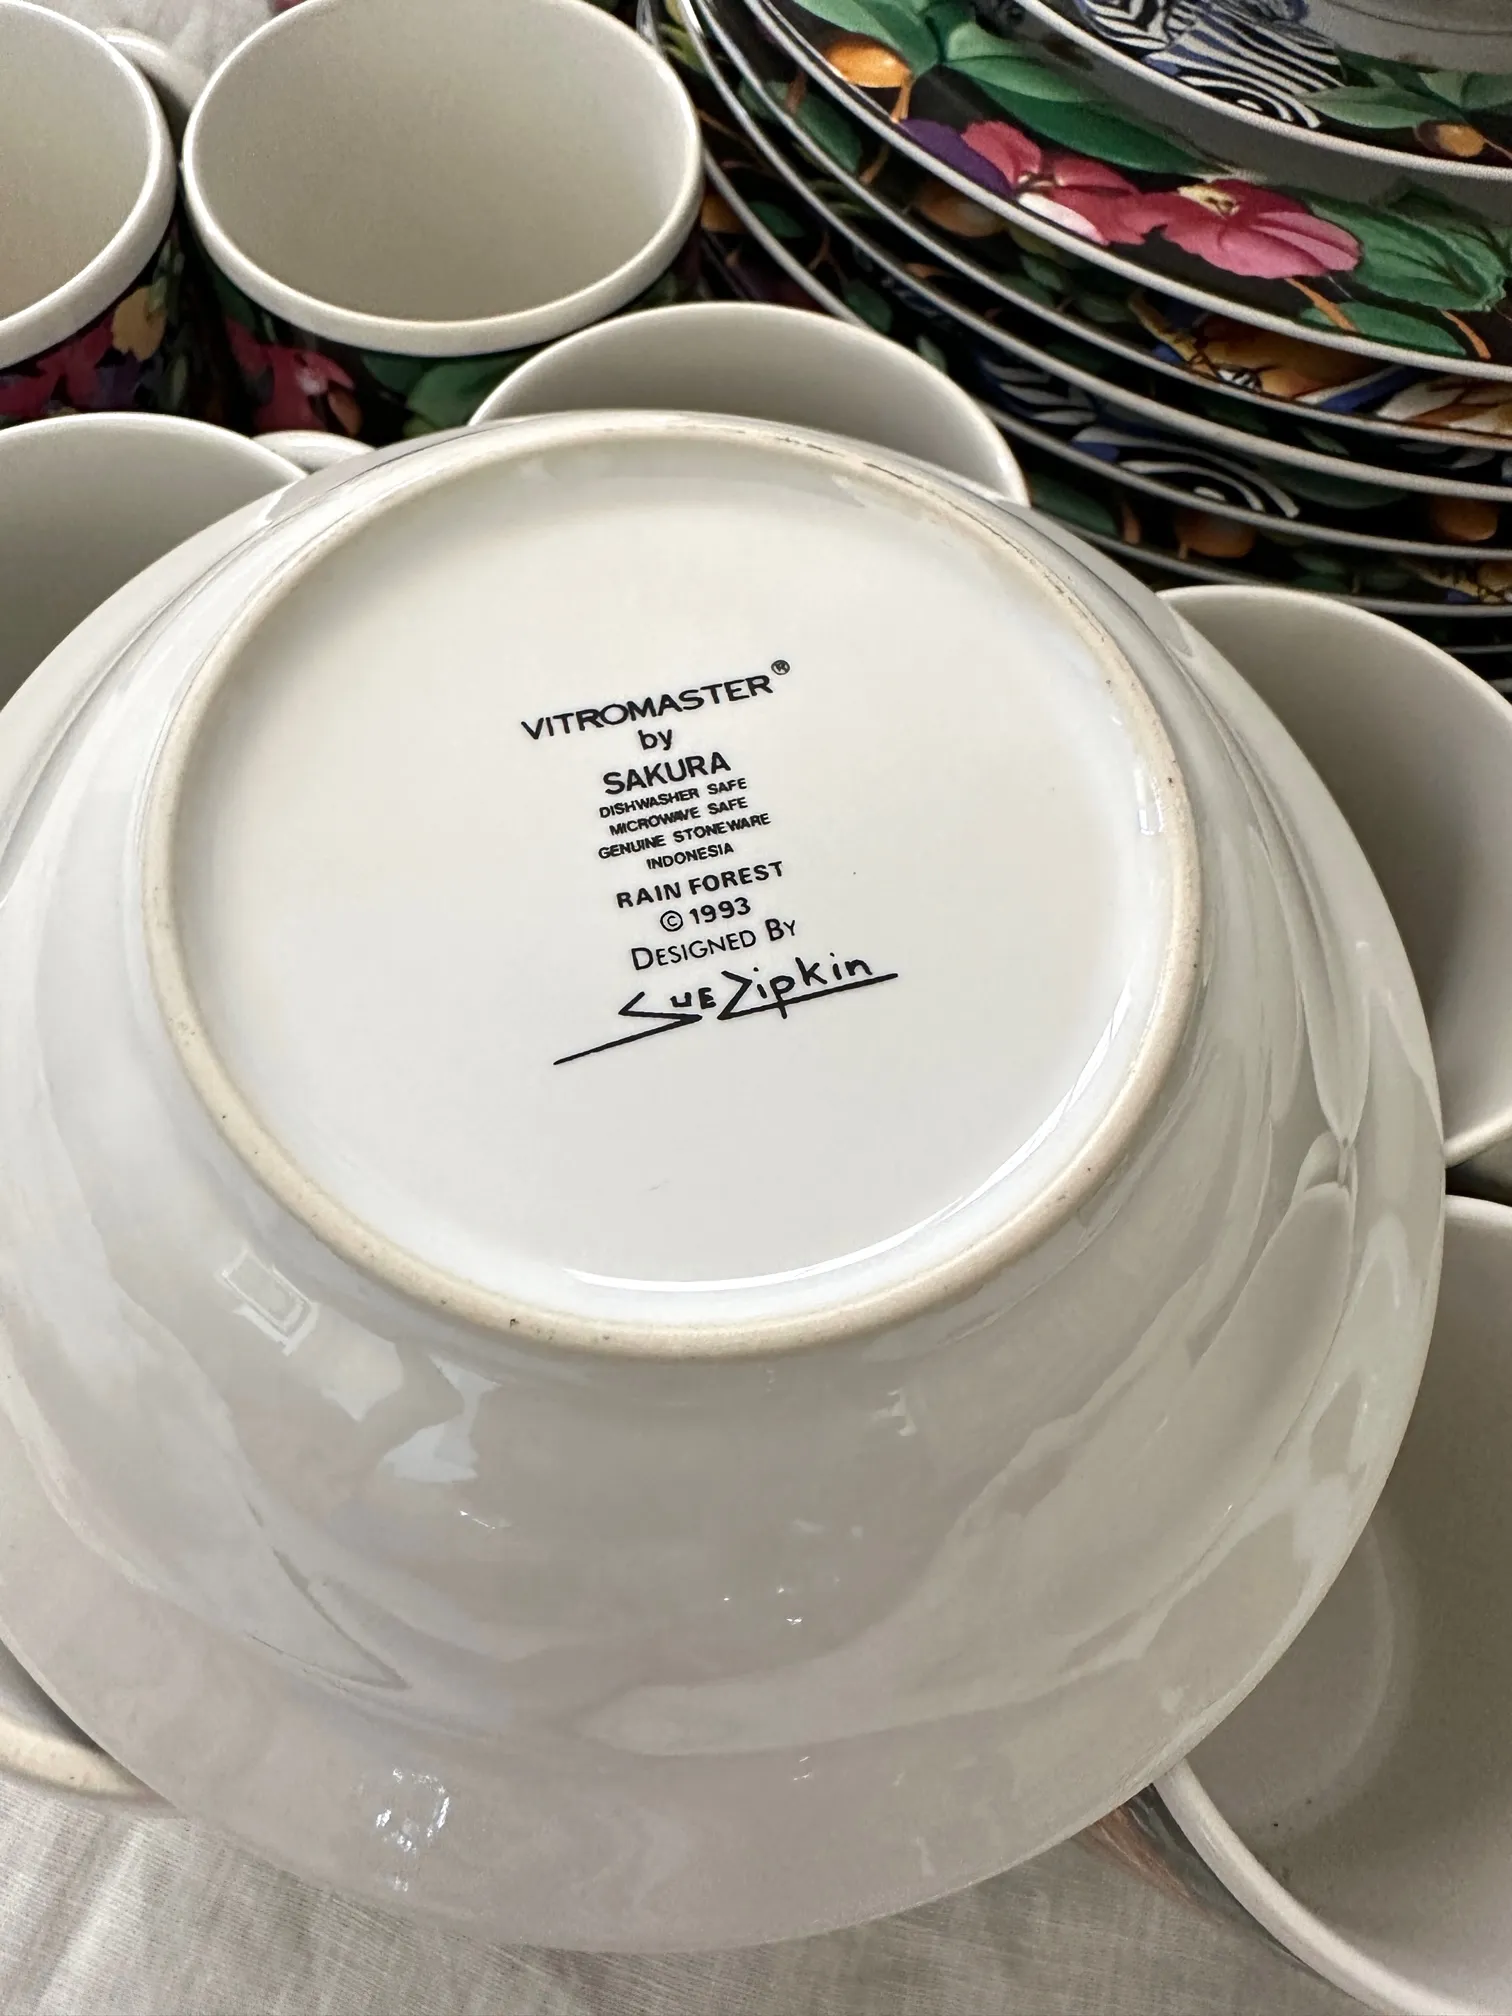 VITROMASTER®
by
SAKURA
DISHWASHER SAFE
MICROWAVE SAFE
GENUINE STONEWARE
INDONESIA
RAIN FOREST
© 1993
DESIGNED BY
SUE Zipkin